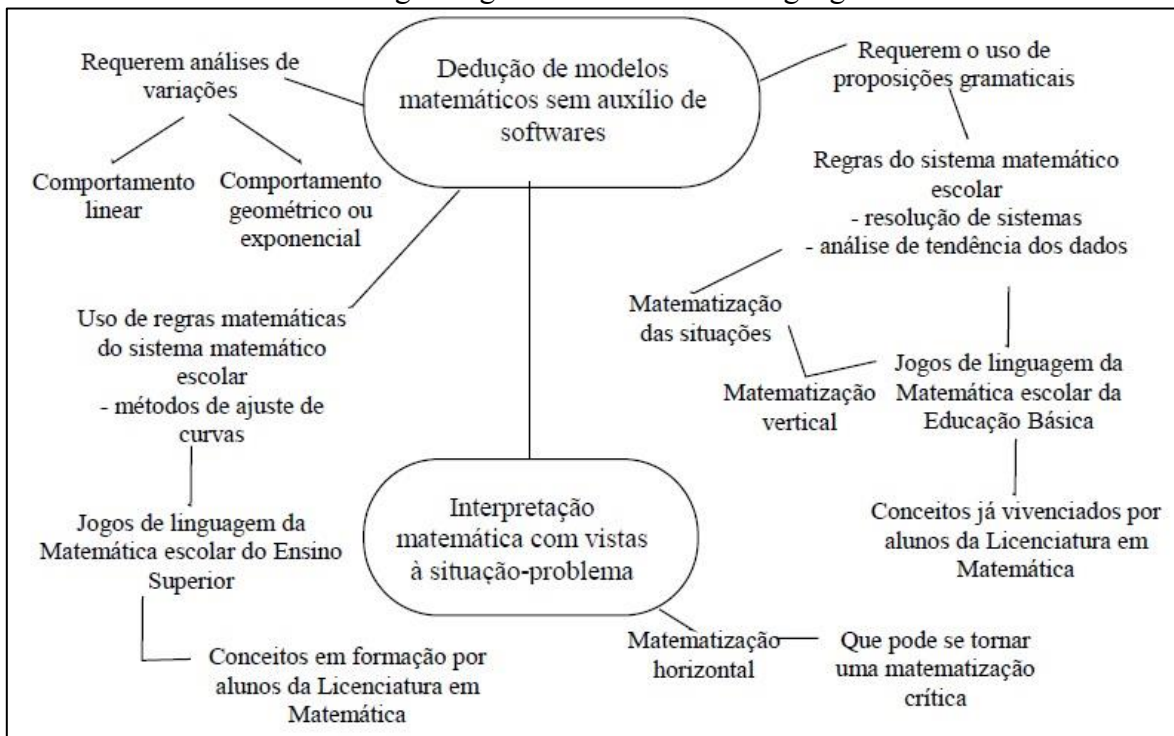 Requerem análises de
variações
Comportamento
linear
Comportamento
geométrico ou
exponencial
Dedução de modelos
matemáticos sem auxílio de
softwares
Requerem o uso de
proposições gramaticais
Regras do sistema matemático
escolar
- resolução de sistemas
- análise de tendência dos dados
Matematização
das situações
Matematização
vertical
Jogos de linguagem da
Matemática escolar da
Educação Básica
Conceitos já vivenciados por
alunos da Licenciatura em
Matemática
Uso de regras matemáticas
do sistema matemático
escolar
- métodos de ajuste de
curvas
Jogos de linguagem da
Matemática escolar do Ensino
Superior
Conceitos em formação por
alunos da Licenciatura em
Matemática
Interpretação
matemática com vistas
à situação-problema
Matematização
horizontal
Que pode se tornar
uma matematização
crítica